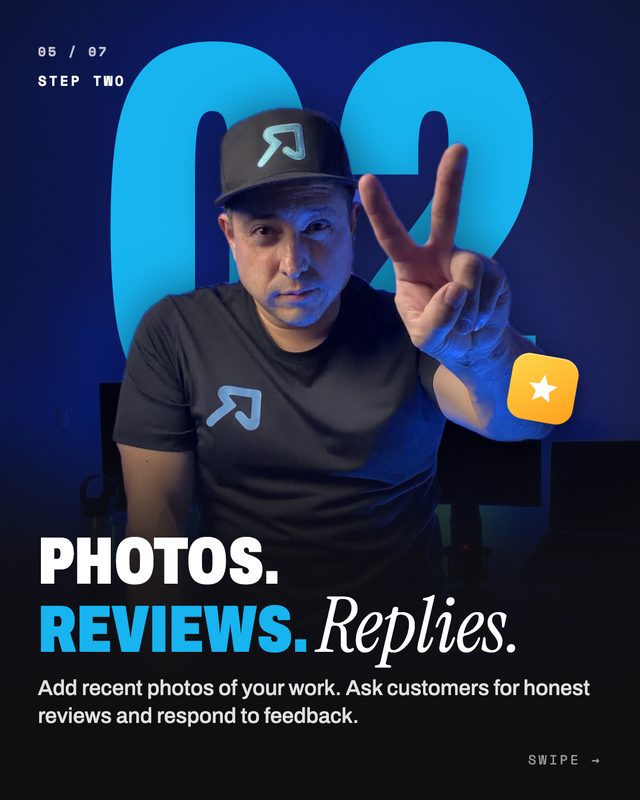 05 / 07
STEP TWO
02
PHOTOS.
REVIEWS. Replies.
Add recent photos of your work. Ask customers for honest
reviews and respond to feedback.
SWIPE →